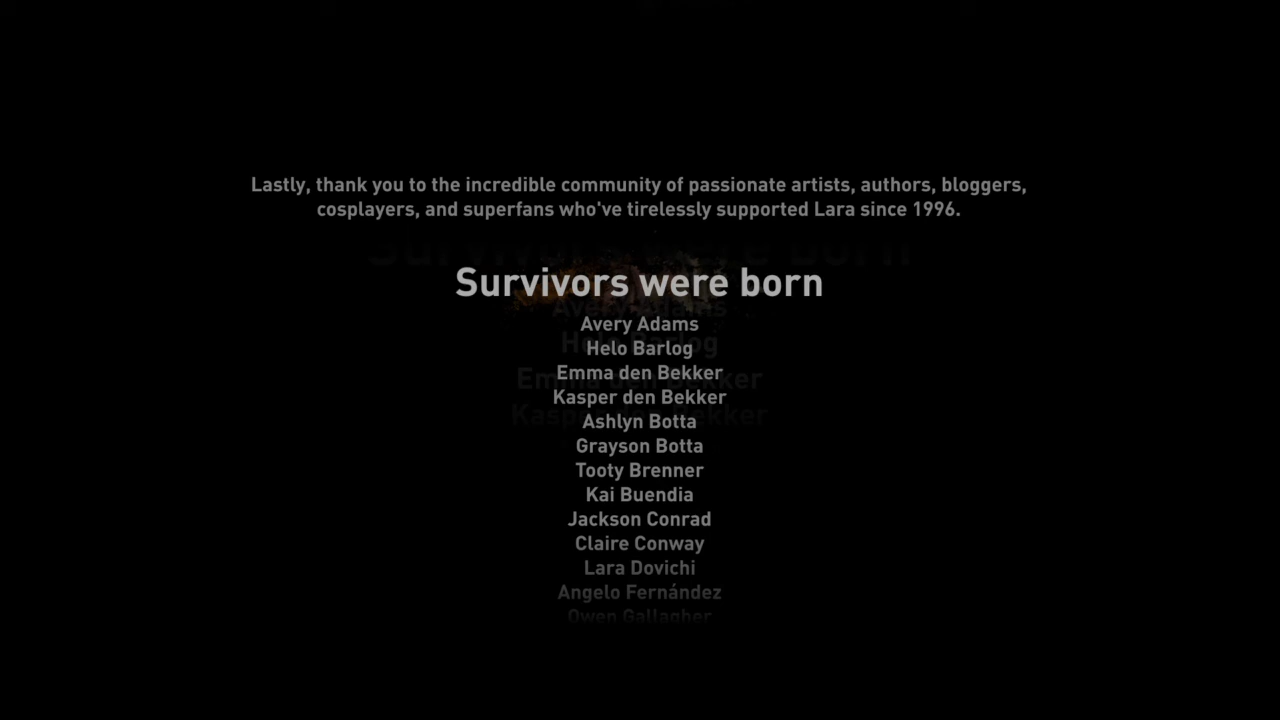 Lastly, thank you to the incredible community of passionate artists, authors, bloggers,
cosplayers, and superfans who've tirelessly supported Lara since 1996.
Survivors were born
Avery Adams
Helo Barlog
Emma den Bekker
Kasper den Bekker
Ashlyn Botta
Grayson Botta
Tooty Brenner
Kai Buendia
Jackson Conrad
Claire Conway
Lara Dovichi
Angelo Fernández
Owen Gallagher